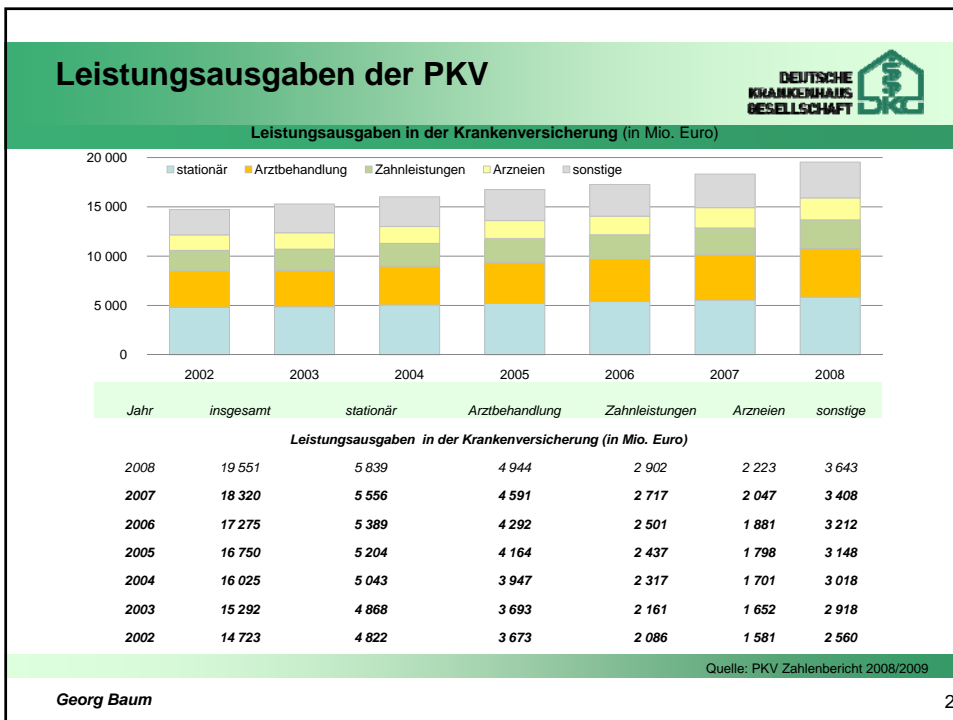 Leistungsausgaben der PKV
DEUTSCHE
KRANKENHAUS
GESELLSCHAFT
DKG
Leistungsausgaben in der Krankenversicherung (in Mio. Euro)
20 000
stationär Arztbehandlung Zahnleistungen Arzneien sonstige
15 000
10 000
5 000
0
2002 2003 2004 2005 2006 2007 2008
Jahr insgesamt stationär Arztbehandlung Zahnleistungen Arzneien sonstige
Leistungsausgaben in der Krankenversicherung (in Mio. Euro)
2008 19 551 5 839 4 944 2 902 2 223 3 643
2007 18 320 5 556 4 591 2 717 2 047 3 408
2006 17 275 5 389 4 292 2 501 1 881 3 212
2005 16 750 5 204 4 164 2 437 1 798 3 148
2004 16 025 5 043 3 947 2 317 1 701 3 018
2003 15 292 4 868 3 693 2 161 1 652 2 918
2002 14 723 4 822 3 673 2 086 1 581 2 560
Quelle: PKV Zahlenbericht 2008/2009
Georg Baum 2